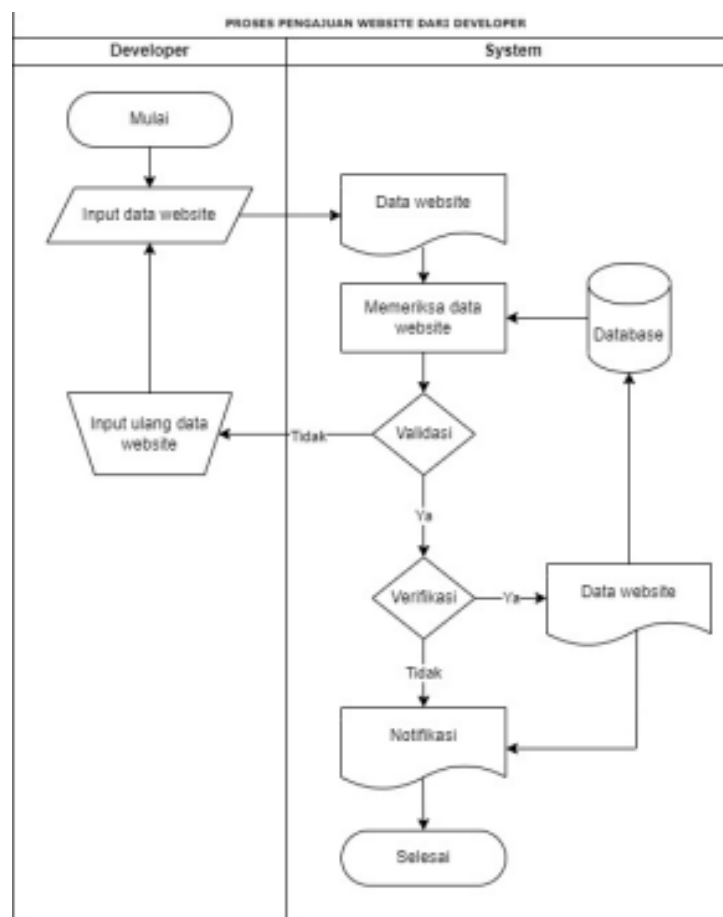 PROSES PENGAJUAN WEBSITE DARI DEVELOPER
Developer
System
Mulai
Input data website
Data website
Memeriksa data
website
Database
Input ulang data
website
Tidak
Validasi
Ya
Verifikasi
Ya
Data website
Tidak
Notifikasi
Selesai